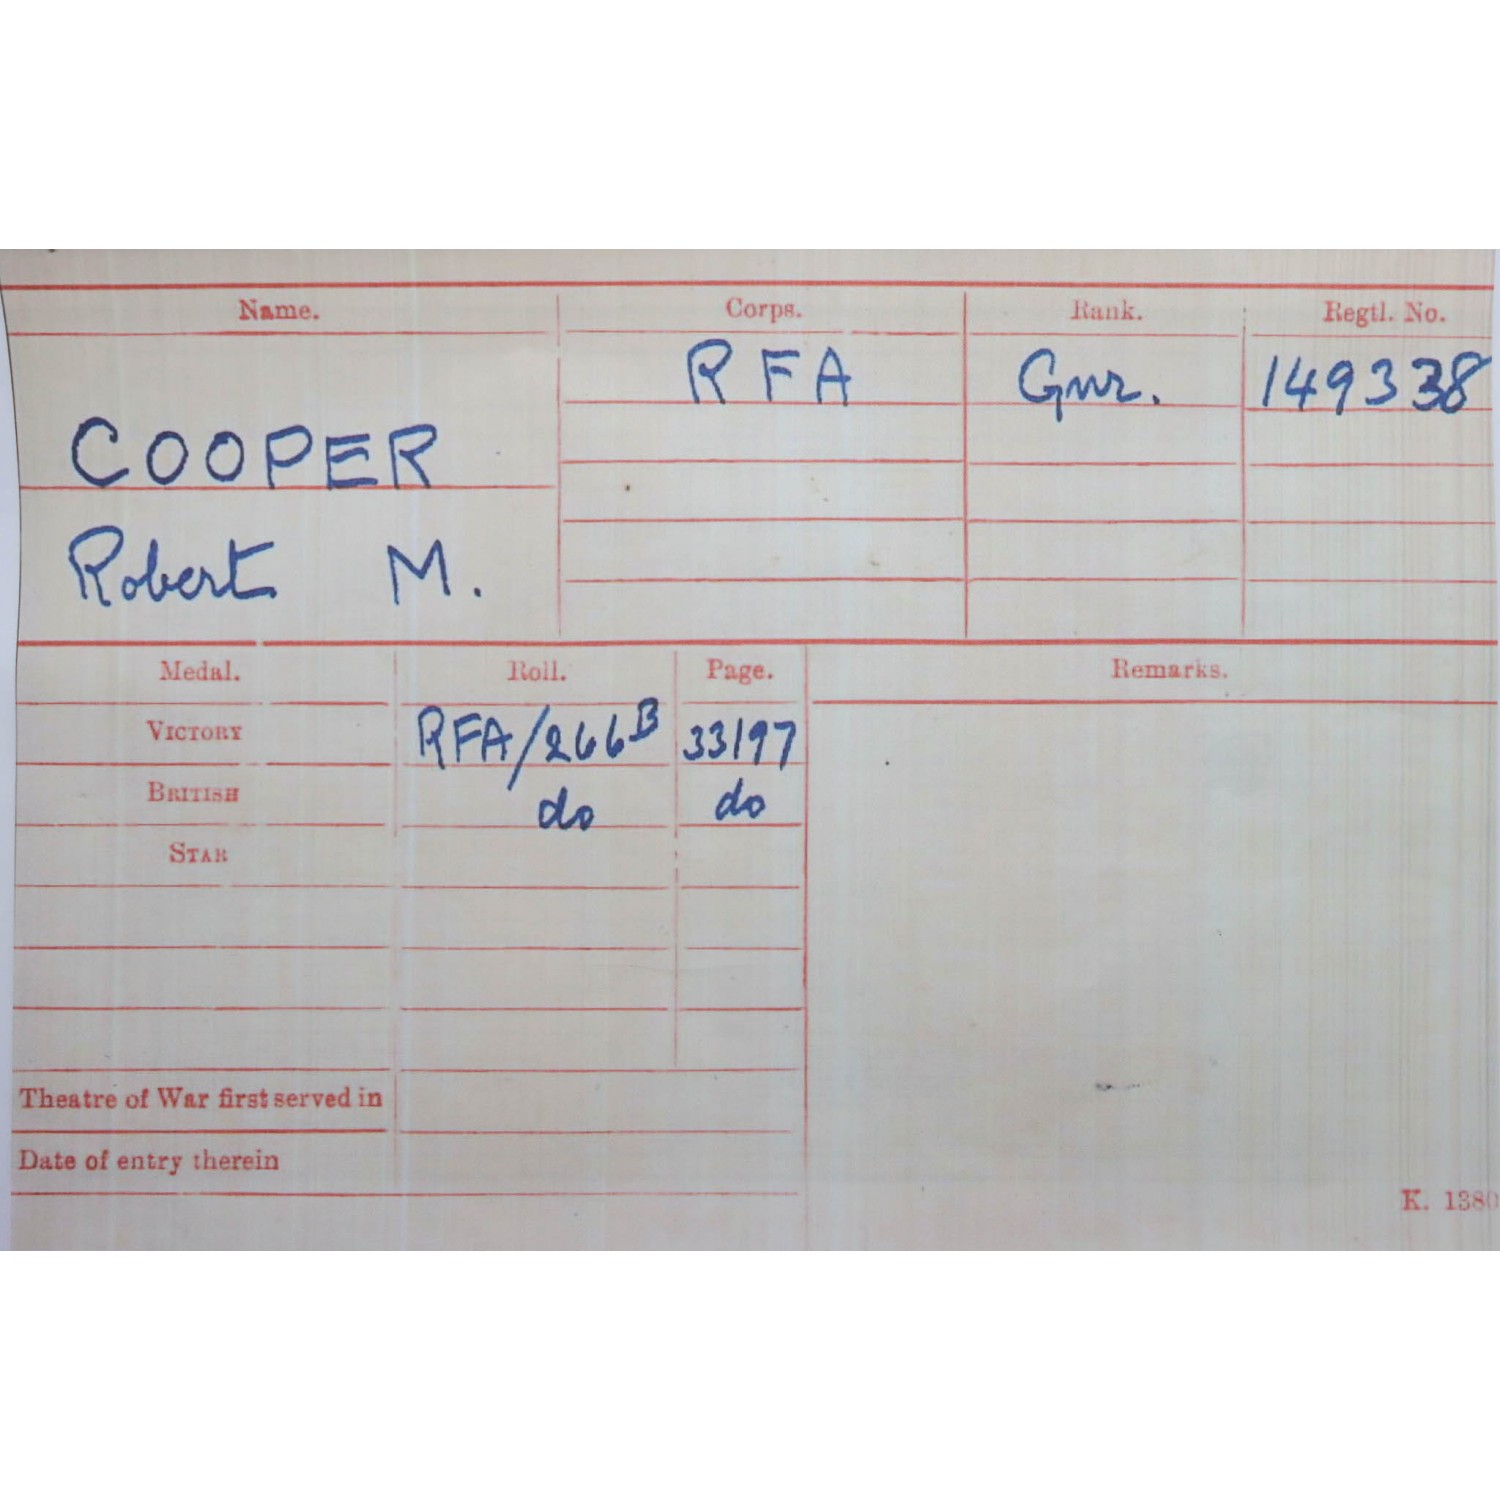 Name. Corps. Rank. Regtl. No.
RFA Gnr. 149338
COOPER
Robert M.
Medal. Roll. Page. Remarks.
VICTORY RFA/266B 33197
BRITISH do do
STAR
Theatre of War first served in
Date of entry therein
K. 1380